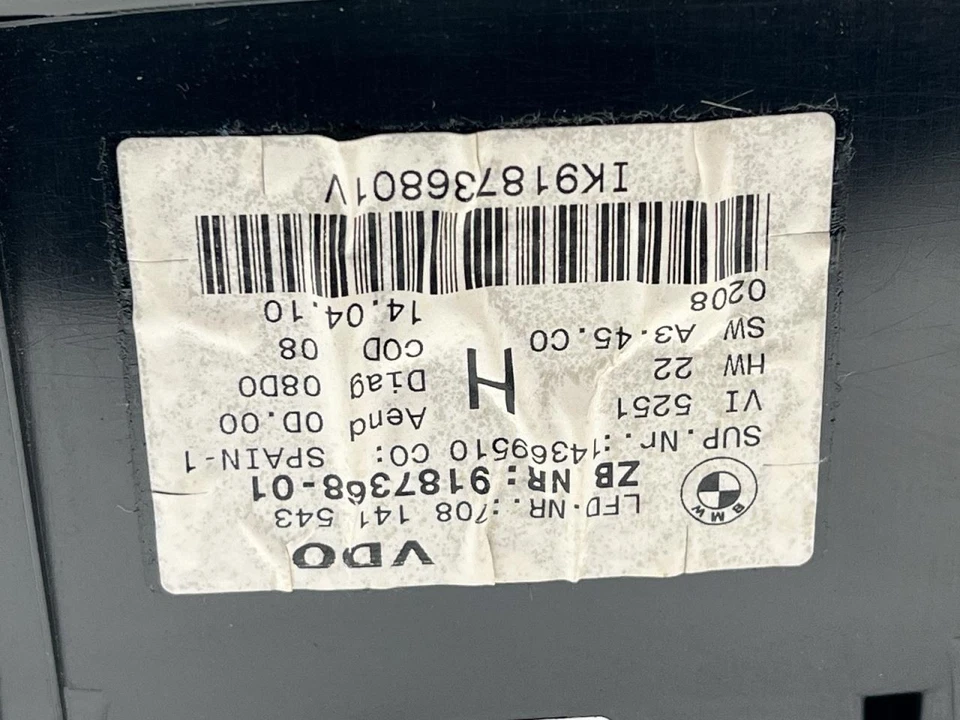 VDO
LFD.NR.:708 141 543
BMW
ZB NR:9187368-01
SUP.Nr.:14369510 CO: SPAIN-1
VI 5251 Aend 0D.00
HW 22 Diag 08D0
H
SW A3.45.C0 COD 08
0208 14.04.10
IK918736801V